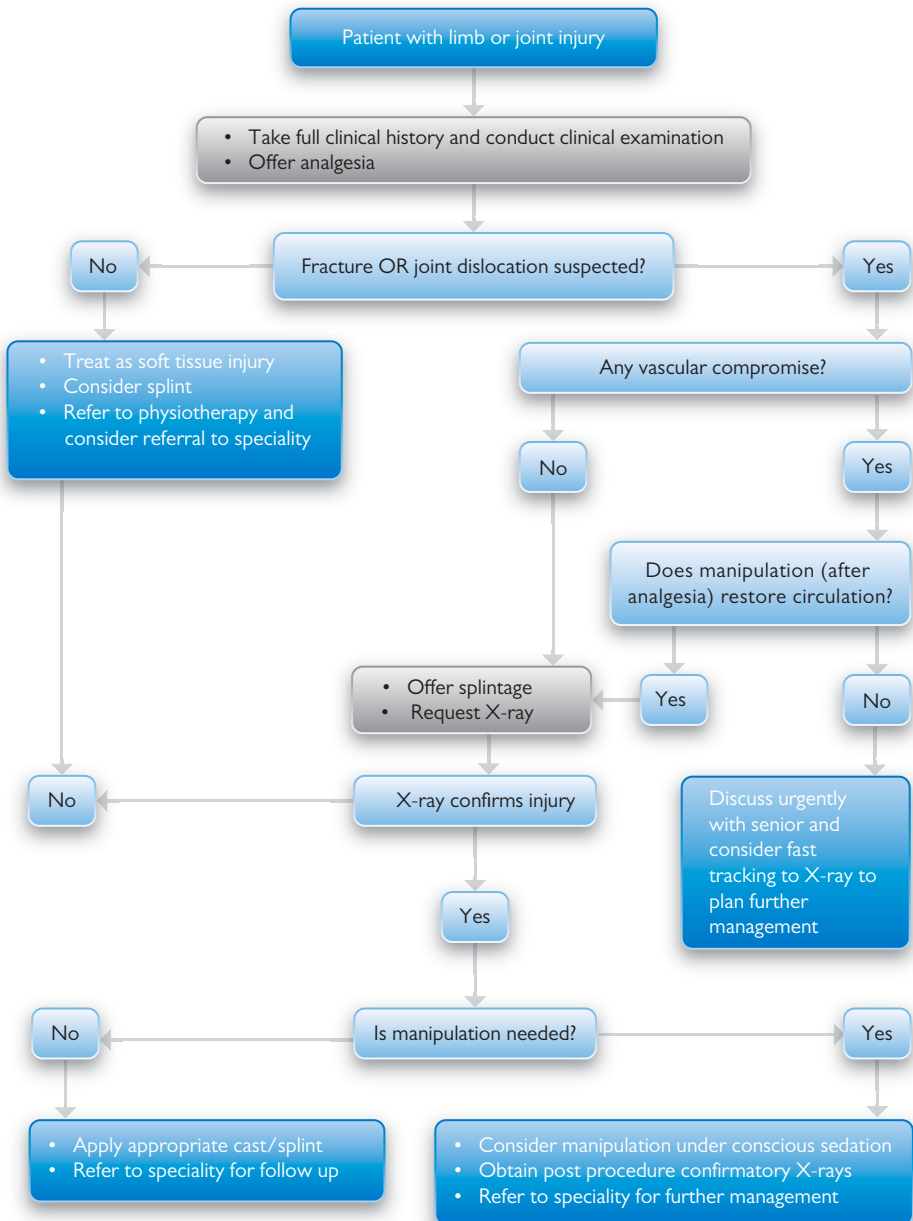 Patient with limb or joint injury
• Take full clinical history and conduct clinical examination
• Offer analgesia
No
Fracture OR joint dislocation suspected?
Yes
• Treat as soft tissue injury
• Consider splint
• Refer to physiotherapy and
consider referral to speciality
Any vascular compromise?
No
Yes
Does manipulation (after
analgesia) restore circulation?
• Offer splintage
• Request X-ray
Yes
No
No
X-ray confirms injury
Discuss urgently
with senior and
consider fast
tracking to X-ray to
plan further
management
Yes
No
Is manipulation needed?
Yes
• Apply appropriate cast/splint
• Refer to speciality for follow up
• Consider manipulation under conscious sedation
• Obtain post procedure confirmatory X-rays
• Refer to speciality for further management